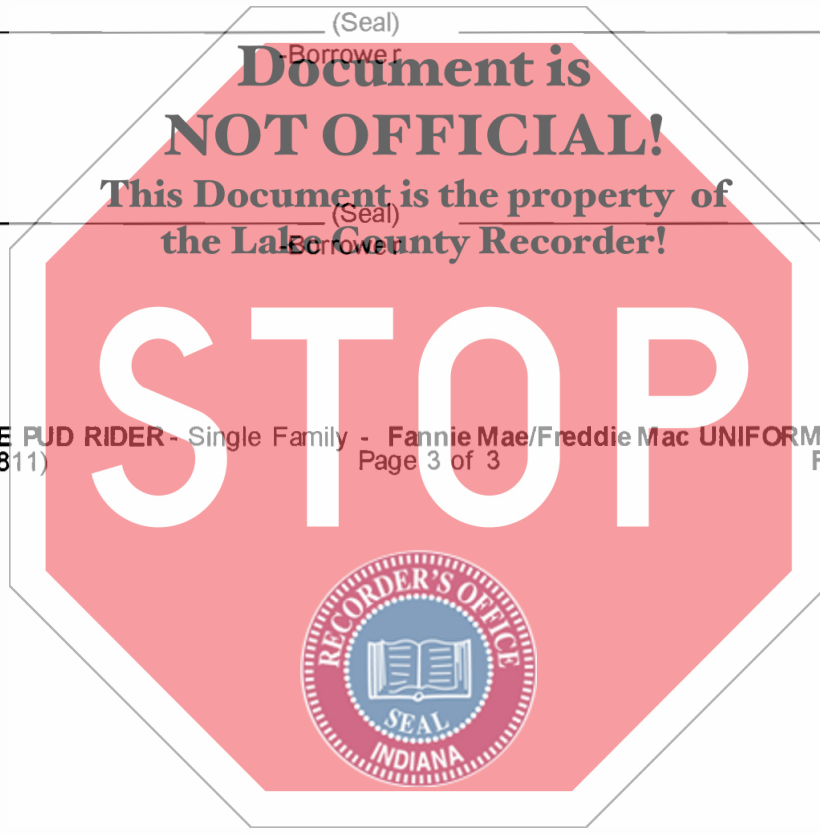 (Seal)
-Borrower
Document is
NOT OFFICIAL!
This Document is the property of
(Seal)
the Lake County Recorder!
-Borrower
STOP
E PUD RIDER - Single Family - Fannie Mae/Freddie Mac UNIFORM
811) Page 3 of 3 F
RECORDER'S OFFICE
SEAL
INDIANA